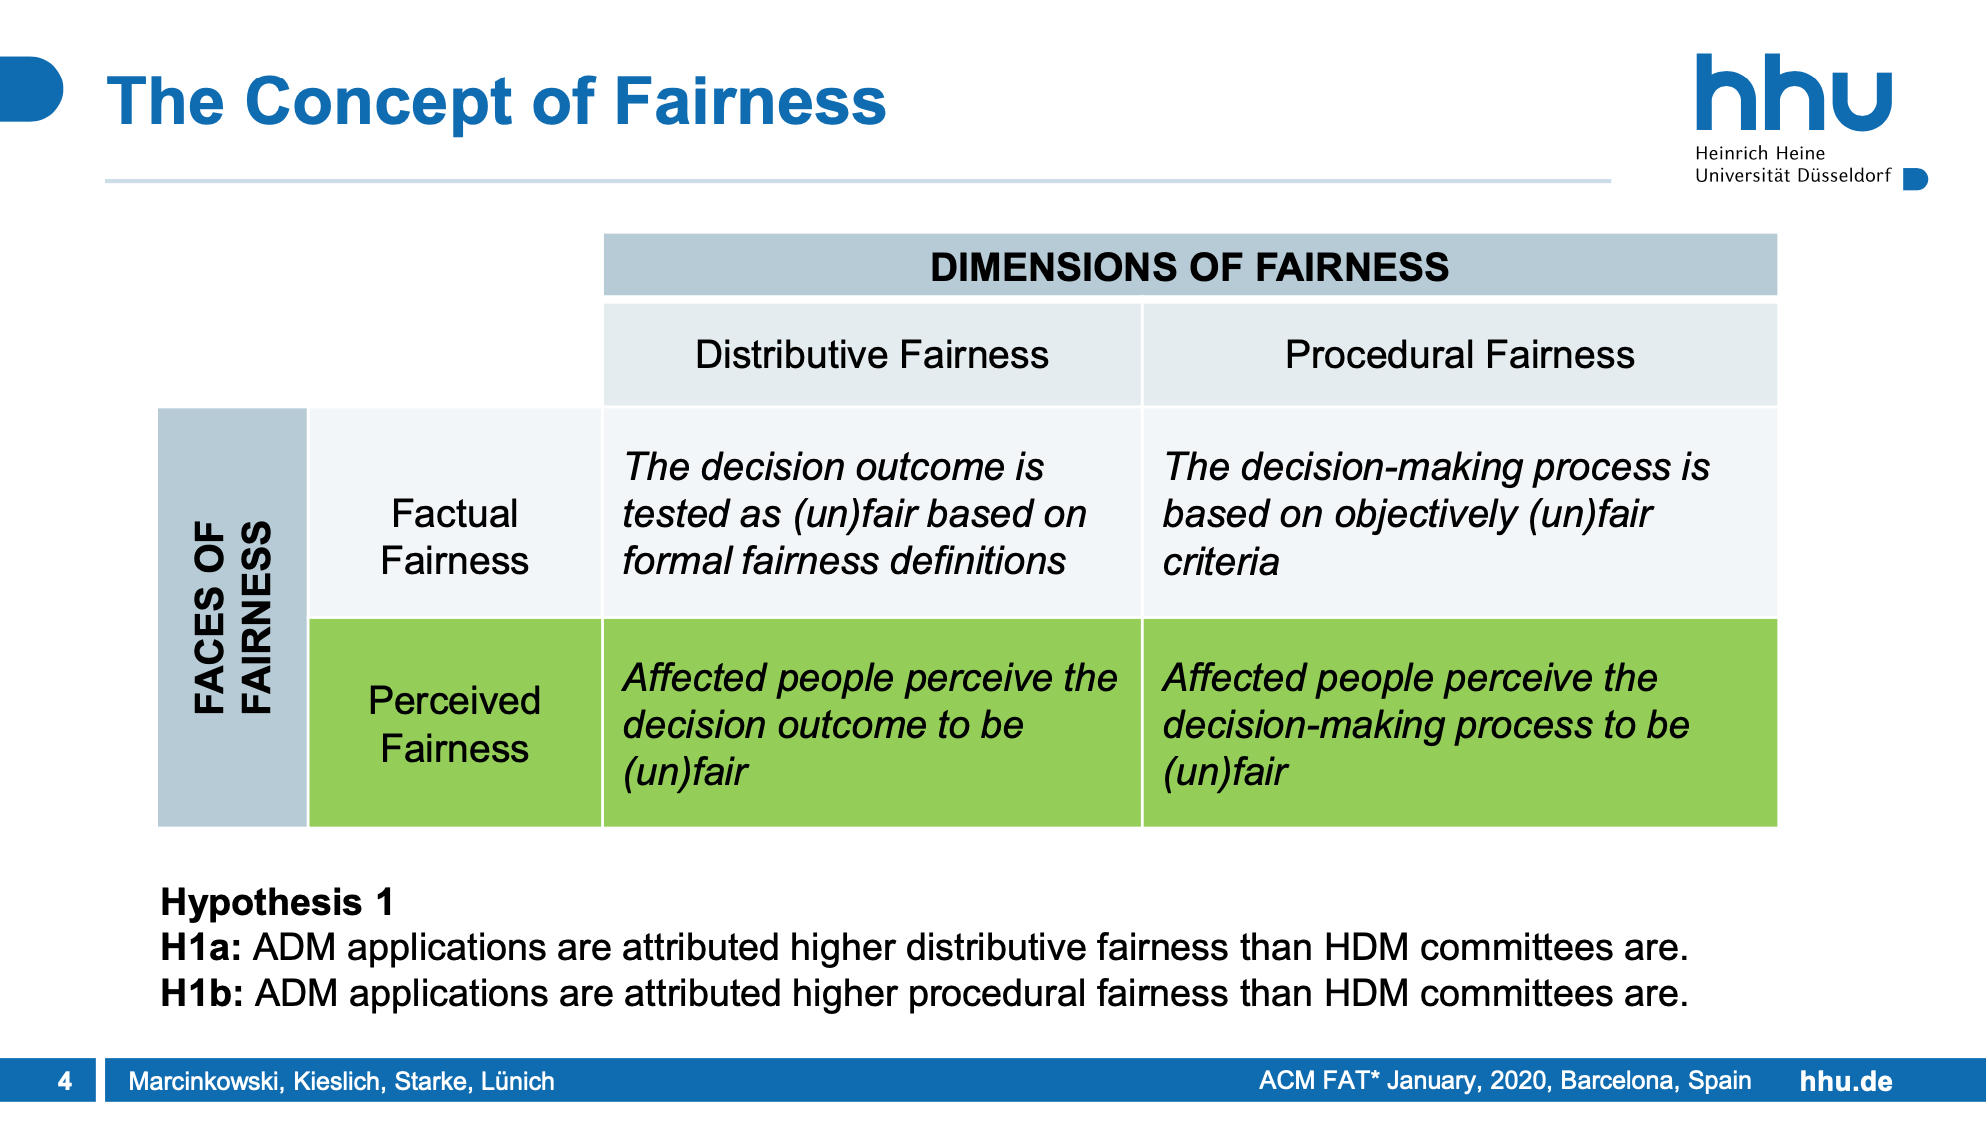 The Concept of Fairness
hhu
Heinrich Heine
Universität Düsseldorf
DIMENSIONS OF FAIRNESS
Distributive Fairness
Procedural Fairness
FACES OF
FAIRNESS
Factual
Fairness
The decision outcome is
tested as (un)fair based on
formal fairness definitions
The decision-making process is
based on objectively (un)fair
criteria
Perceived
Fairness
Affected people perceive the
decision outcome to be
(un)fair
Affected people perceive the
decision-making process to be
(un)fair
Hypothesis 1
H1a: ADM applications are attributed higher distributive fairness than HDM committees are.
H1b: ADM applications are attributed higher procedural fairness than HDM committees are.
4
Marcinkowski, Kieslich, Starke, Lünich
ACM FAT* January, 2020, Barcelona, Spain
hhu.de